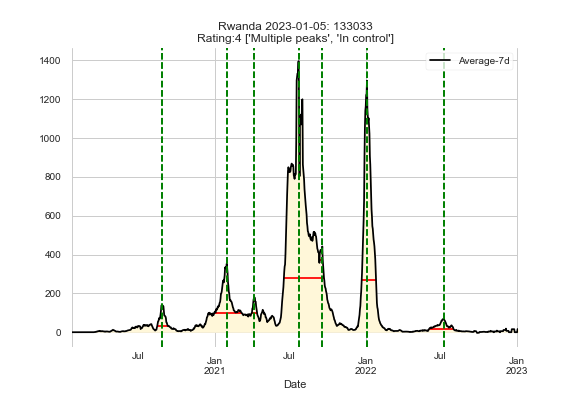 Rwanda 2023-01-05: 133033
Rating:4 ['Multiple peaks', 'In control']
Average-7d
1400
1200
1000
800
600
400
200
0
Jul
Jan
2021
Jul
Jan
2022
Jul
Jan
2023
Date